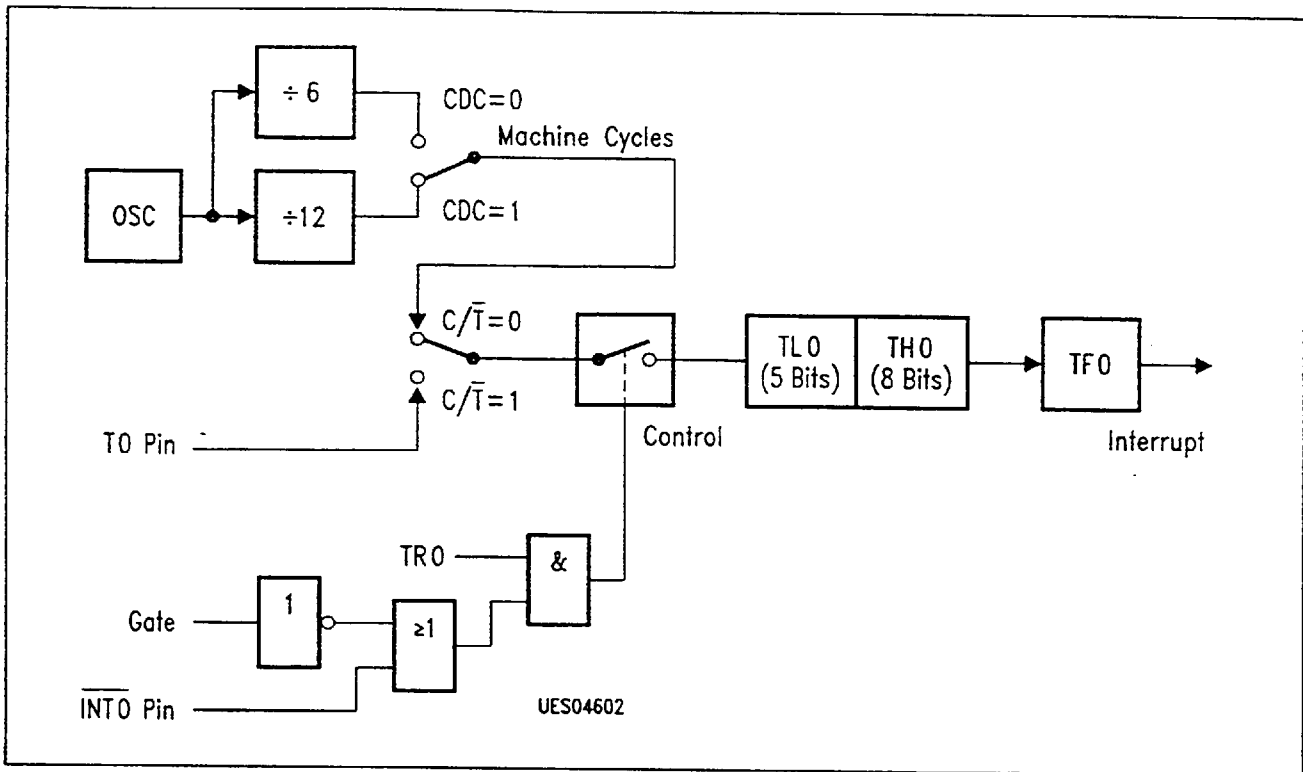 ÷ 6
CDC=0
Machine Cycles
OSC
÷12
CDC=1
C/T̅=0
TL0
(5 Bits)
TH0
(8 Bits)
TF0
C/T̅=1
T0 Pin
Control
Interrupt
TR0
&
Gate
1
≥1
I̅N̅T̅0̅ Pin
UES04602